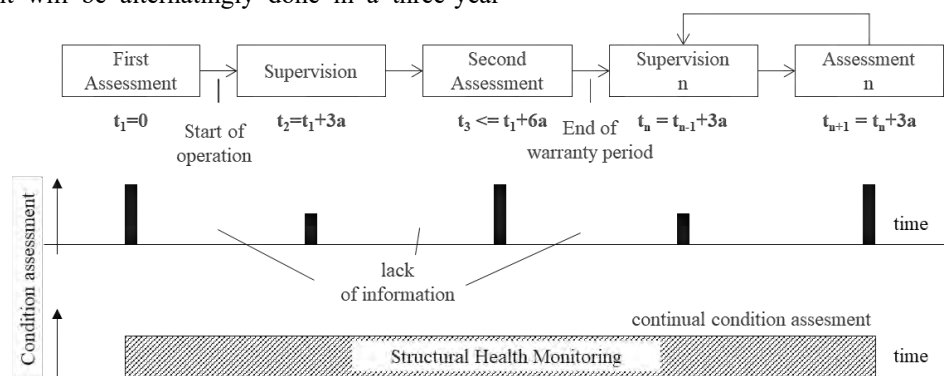 it will be alternatingly done in a three-year
First
Assessment
Supervision
Second
Assessment
Supervision
n
Assessment
n
t1=0
Start of
operation
t2=t1+3a
t3 <= t1+6a
End of
warranty period
tn = tn-1+3a
tn+1 = tn+3a
Condition assessment
time
lack
of information
continual condition assesment
Structural Health Monitoring
time